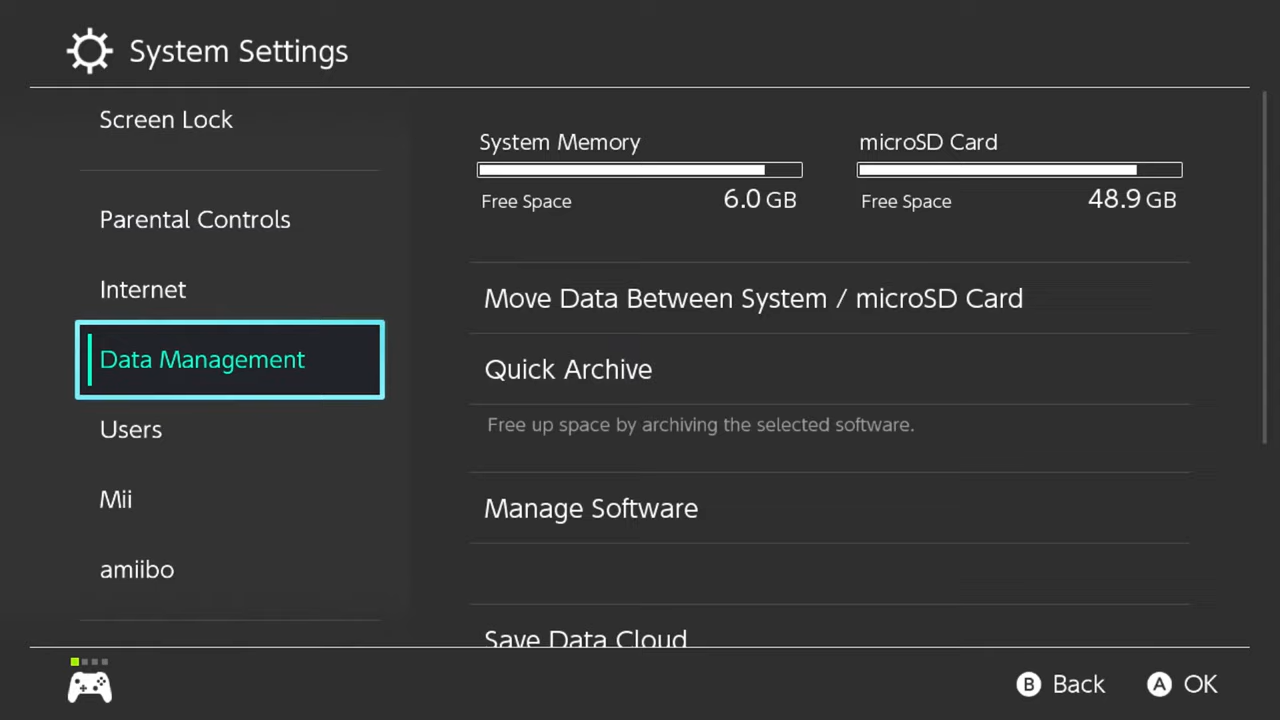 System Settings
Screen Lock
Parental Controls
Internet
Data Management
Users
Mii
amiibo
System Memory
Free Space 6.0 GB
microSD Card
Free Space 48.9 GB
Move Data Between System / microSD Card
Quick Archive
Free up space by archiving the selected software.
Manage Software
Save Data Cloud
B Back A OK